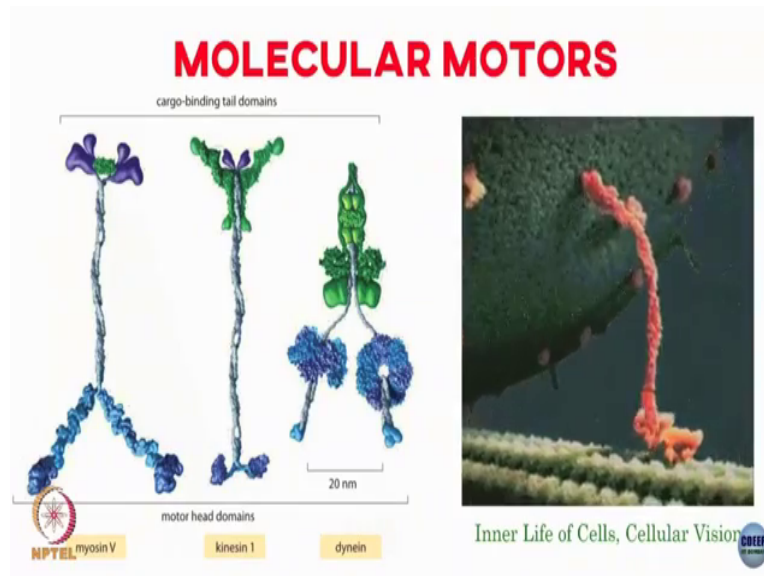 MOLECULAR MOTORS
cargo-binding tail domains
20 nm
motor head domains
myosin V
kinesin 1
dynein
Inner Life of Cells, Cellular Vision
NPTEL